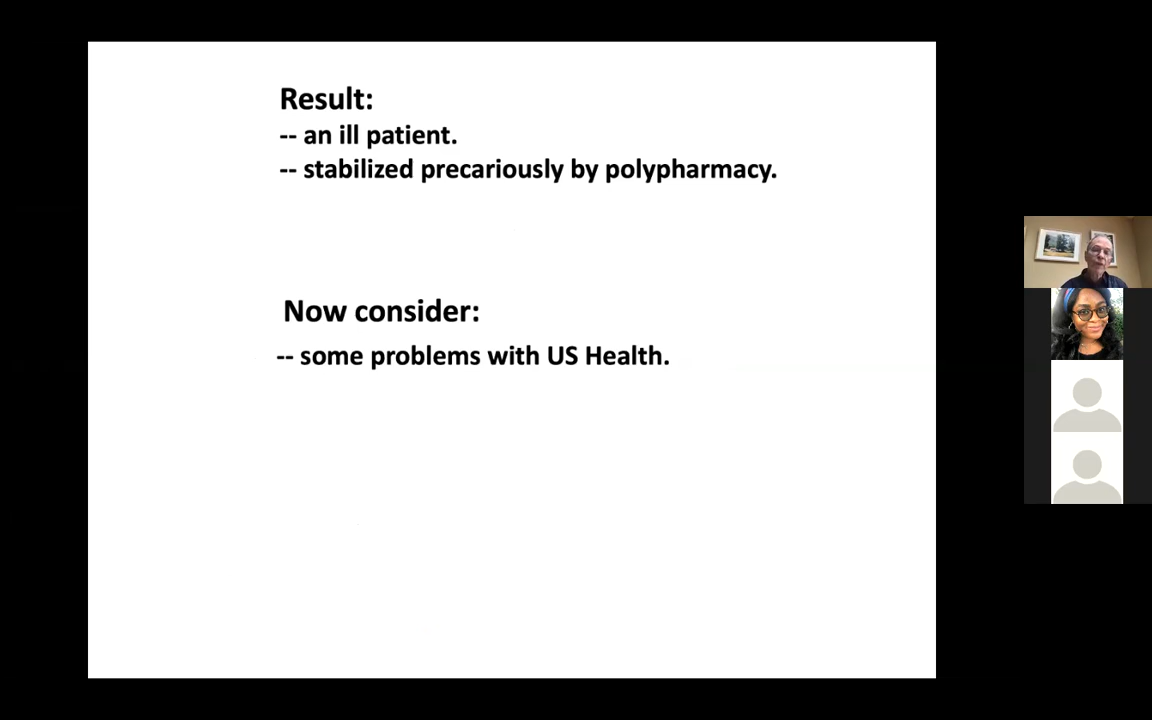 Result:
-- an ill patient.
-- stabilized precariously by polypharmacy.
Now consider:
-- some problems with US Health.